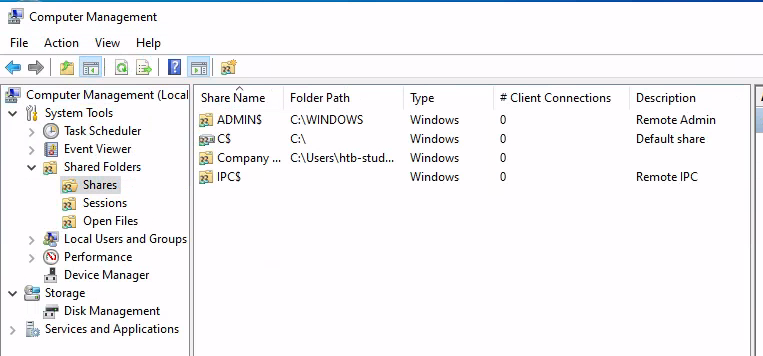 Computer Management
File Action View Help
Computer Management (Local
System Tools
Task Scheduler
Event Viewer
Shared Folders
Shares
Sessions
Open Files
Local Users and Groups
Performance
Device Manager
Storage
Disk Management
Services and Applications
Share Name Folder Path Type # Client Connections Description
ADMIN$ C:\WINDOWS Windows 0 Remote Admin
C$ C:\ Windows 0 Default share
Company ... C:\Users\htb-stud... Windows 0
IPC$ Windows 0 Remote IPC